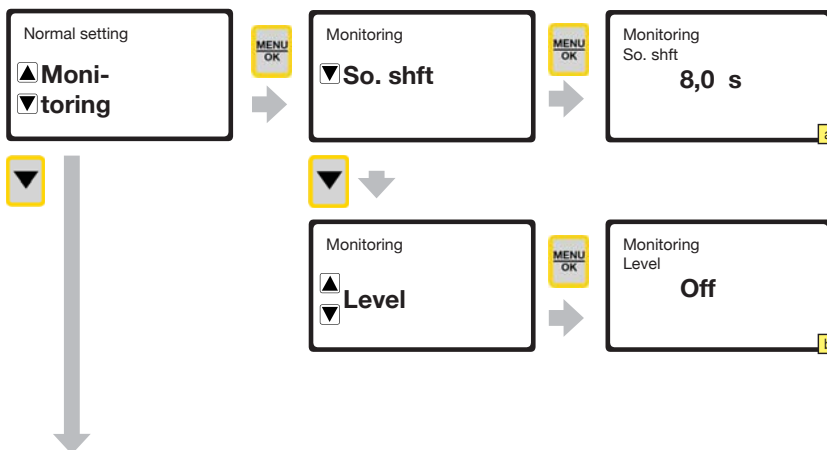 Normal setting
Moni-
toring
MENU
OK
Monitoring
So. shft
MENU
OK
Monitoring
So. shft
8,0 s
a
Monitoring
Level
MENU
OK
Monitoring
Level
Off
b